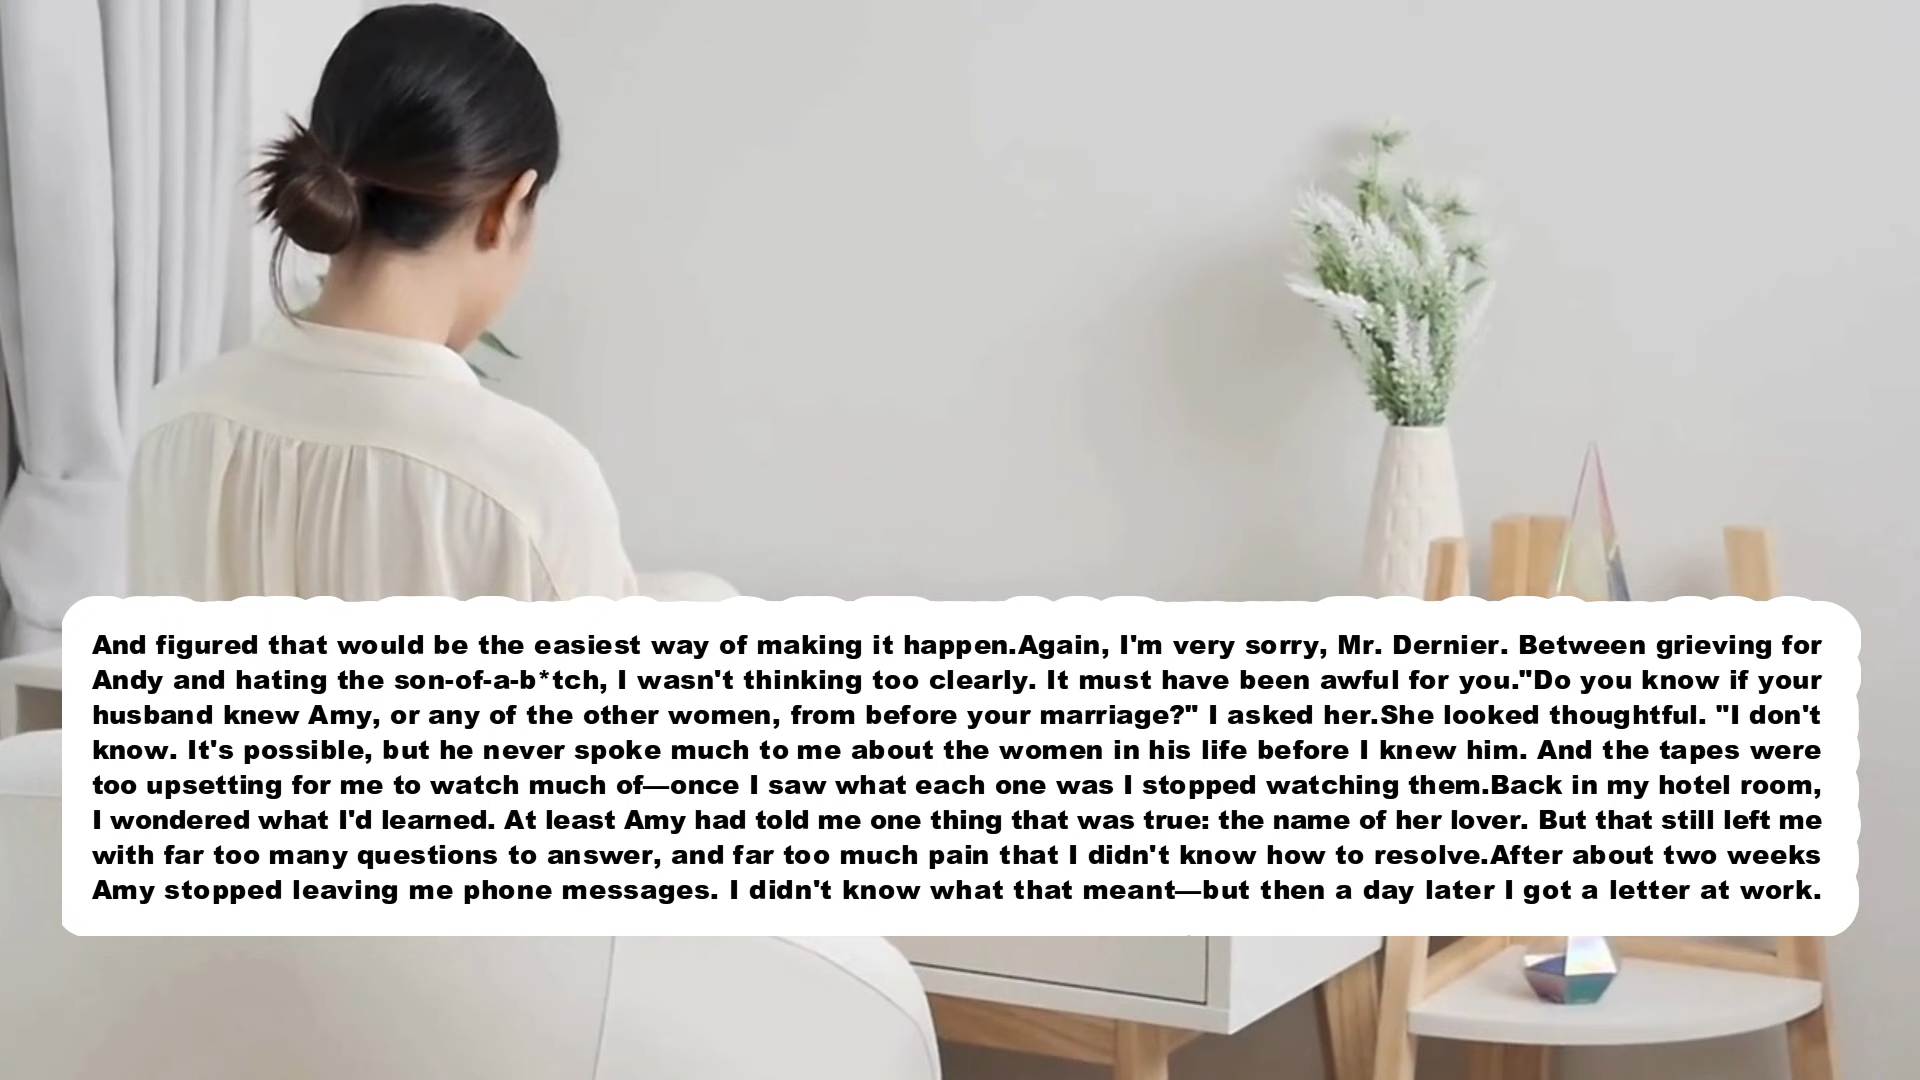 And figured that would be the easiest way of making it happen.Again, I'm very sorry, Mr. Dernier. Between grieving for
Andy and hating the son-of-a-b*tch, I wasn't thinking too clearly. It must have been awful for you."Do you know if your
husband knew Amy, or any of the other women, from before your marriage?" I asked her.She looked thoughtful. "I don't
know. It's possible, but he never spoke much to me about the women in his life before I knew him. And the tapes were
too upsetting for me to watch much of—once I saw what each one was I stopped watching them.Back in my hotel room,
I wondered what I'd learned. At least Amy had told me one thing that was true: the name of her lover. But that still left me
with far too many questions to answer, and far too much pain that I didn't know how to resolve.After about two weeks
Amy stopped leaving me phone messages. I didn't know what that meant—but then a day later I got a letter at work.